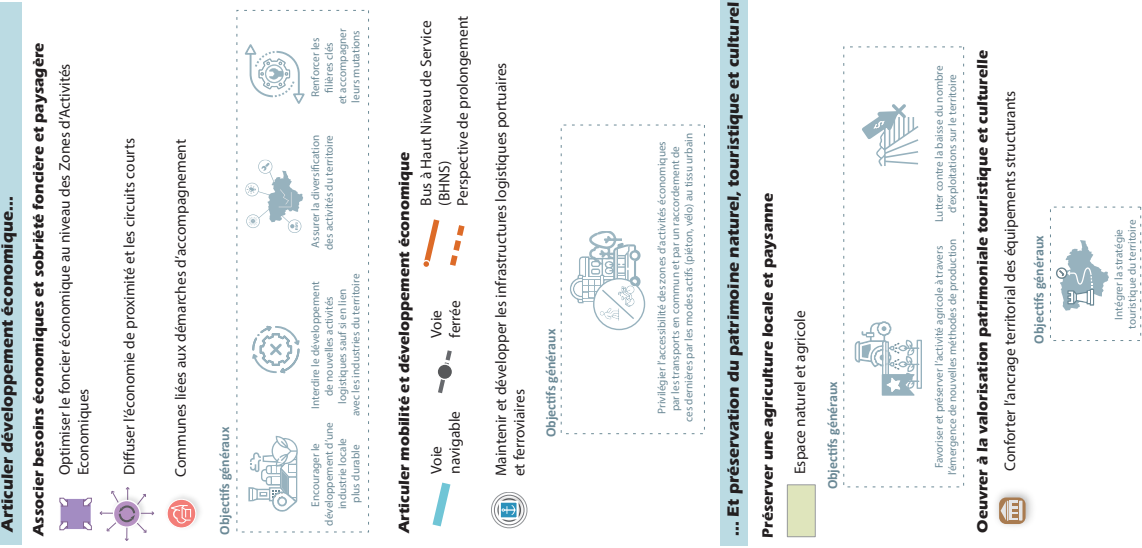 Articuler développement économique...
Associer besoins économiques et sobriété foncière et paysagère
Optimiser le foncier économique au niveau des Zones d'Activités
Economiques
Diffuser l'économie de proximité et les circuits courts
Communes liées aux démarches d'accompagnement
Objectifs généraux
Encourager le
développement d'une
industrie locale
plus durable
Interdire le développement
de nouvelles activités
logistiques sauf si en lien
avec les industries du territoire
Assurer la diversification
des activités du territoire
Renforcer les
filières clés
et accompagner
leurs mutations
Articuler mobilité et développement économique
Voie
navigable
Voie
ferrée
Bus à Haut Niveau de Service
(BHNS)
Perspective de prolongement
Maintenir et développer les infrastructures logistiques portuaires
et ferroviaires
Objectifs généraux
Privilégier l'accessibilité des zones d'activités économiques
par les transports en commun et par un raccordement de
ces dernières par les modes actifs (piéton, vélo) au tissu urbain
... Et préservation du patrimoine naturel, touristique et culturel
Préserver une agriculture locale et paysanne
Espace naturel et agricole
Objectifs généraux
Favoriser et préserver l'activité agricole à travers
l'émergence de nouvelles méthodes de production
Lutter contre la baisse du nombre
d'exploitations sur le territoire
Oeuvrer à la valorisation patrimoniale touristique et culturelle
Conforter l'ancrage territorial des équipements structurants
Objectifs généraux
Intégrer la stratégie
touristique du territoire